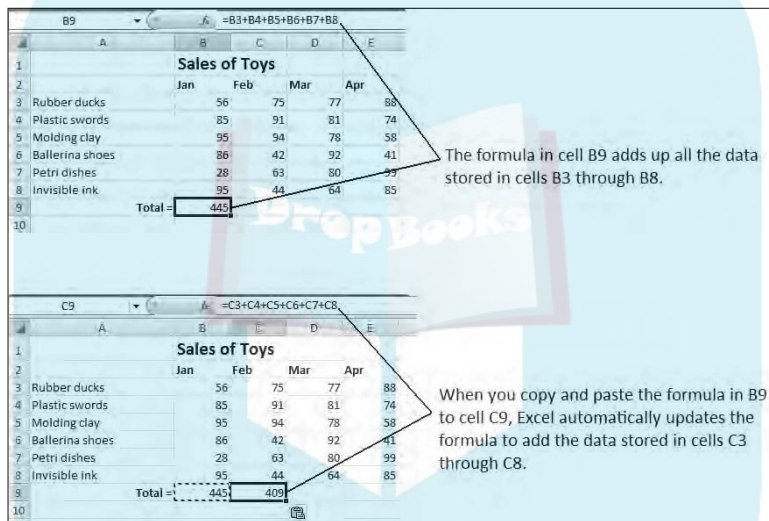 B9 fx =B3+B4+B5+B6+B7+B8
A B C D E
1 Sales of Toys
2 Jan Feb Mar Apr
3 Rubber ducks 56 75 77 88
4 Plastic swords 85 91 81 74
5 Molding clay 95 94 78 58
6 Ballerina shoes 86 42 92 41
7 Petri dishes 28 63 80 99
8 Invisible ink 95 44 64 85
9 Total = 445
10
The formula in cell B9 adds up all the data
stored in cells B3 through B8.
DropBooks
C9 fx =C3+C4+C5+C6+C7+C8
A B C D E
1 Sales of Toys
2 Jan Feb Mar Apr
3 Rubber ducks 56 75 77 88
4 Plastic swords 85 91 81 74
5 Molding clay 95 94 78 58
6 Ballerina shoes 86 42 92 41
7 Petri dishes 28 63 80 99
8 Invisible ink 95 44 64 85
9 Total = 445 409
10
When you copy and paste the formula in B9
to cell C9, Excel automatically updates the
formula to add the data stored in cells C3
through C8.